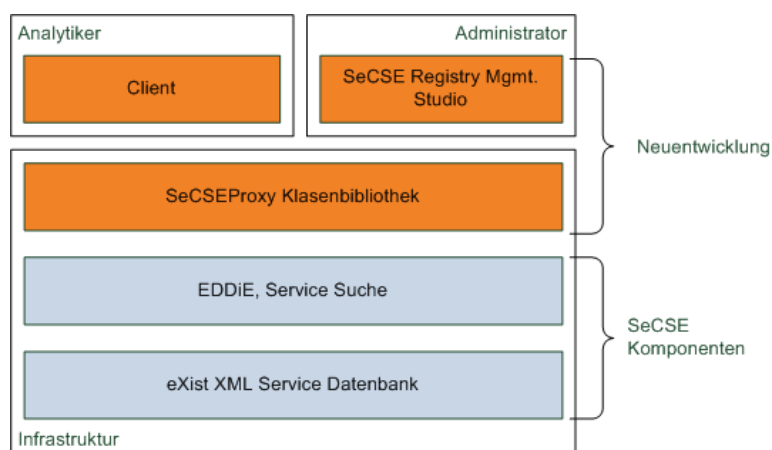 Analytiker
Administrator
Client
SeCSE Registry Mgmt.
Studio
Neuentwicklung
SeCSEProxy Klasenbibliothek
EDDiE, Service Suche
SeCSE
Komponenten
eXist XML Service Datenbank
Infrastruktur